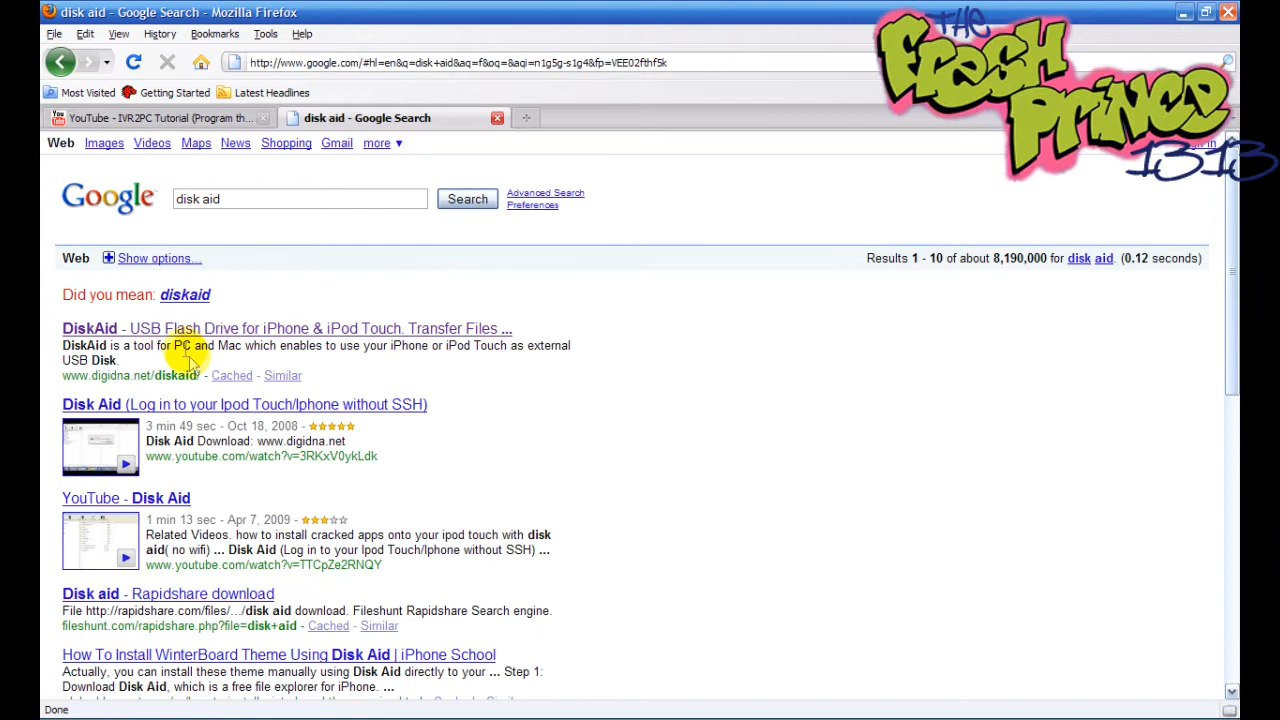 disk aid - Google Search - Mozilla Firefox
File Edit View History Bookmarks Tools Help
http://www.google.com/#hl=en&q=disk+aid&aq=f&oq=&aqi=n1g5g-s1g4&fp=VEE02fthf5k
Most Visited Getting Started Latest Headlines
YouTube - IVR2PC Tutorial (Program th... disk aid - Google Search
THE
FRESH
PRINCE
1313
Web Images Videos Maps News Shopping Gmail more ▼
Google disk aid Search Advanced Search
Preferences
Web Show options... Results 1 - 10 of about 8,190,000 for disk aid. (0.12 seconds)
Did you mean: diskaid
DiskAid - USB Flash Drive for iPhone & iPod Touch. Transfer Files ...
DiskAid is a tool for PC and Mac which enables to use your iPhone or iPod Touch as external
USB Disk.
www.digidna.net/diskaid/ - Cached - Similar
Disk Aid (Log in to your Ipod Touch/Iphone without SSH)
3 min 49 sec - Oct 18, 2008 -
Disk Aid Download: www.digidna.net
www.youtube.com/watch?v=3RKxV0ykLdk
YouTube - Disk Aid
1 min 13 sec - Apr 7, 2009 -
Related Videos. how to install cracked apps onto your ipod touch with disk
aid( no wifi) ... Disk Aid (Log in to your Ipod Touch/Iphone without SSH) ...
www.youtube.com/watch?v=TTCpZe2RNQY
Disk aid - Rapidshare download
File http://rapidshare.com/files/.../disk aid download. Fileshunt Rapidshare Search engine.
fileshunt.com/rapidshare.php?file=disk+aid - Cached - Similar
How To Install WinterBoard Theme Using Disk Aid | iPhone School
Actually, you can install these theme manually using Disk Aid directly to your ... Step 1:
Download Disk Aid, which is a free file explorer for iPhone. ...
Done